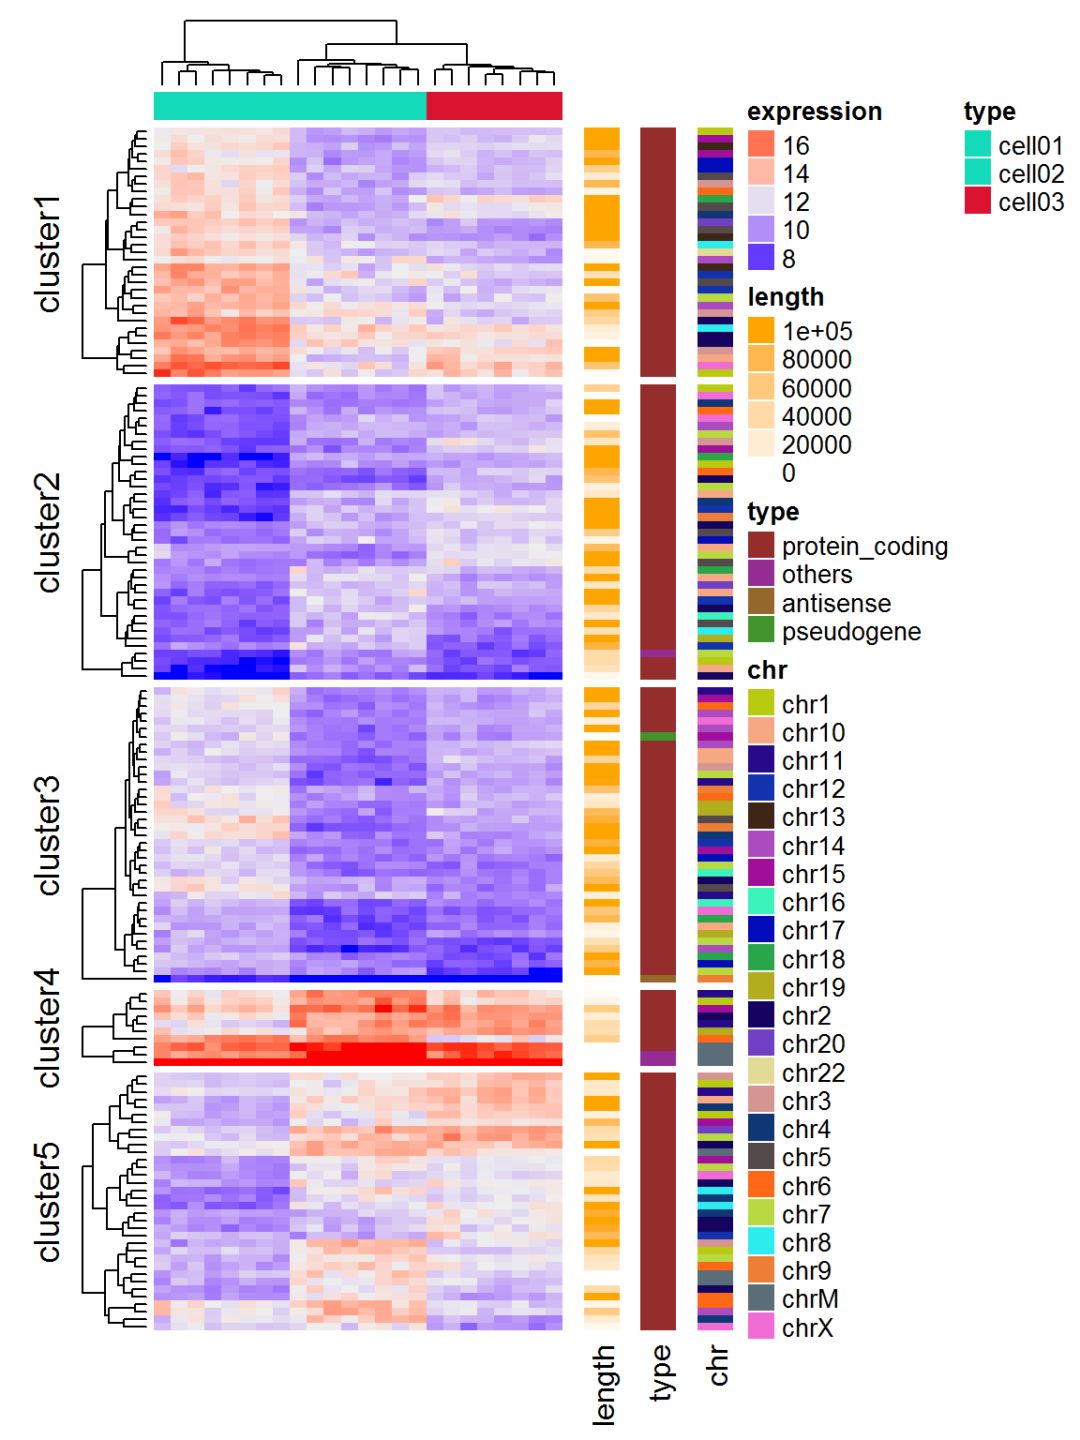 cluster1
cluster2
cluster3
cluster4
cluster5
expression
16
14
12
10
8
length
1e+05
80000
60000
40000
20000
0
type
protein_coding
others
antisense
pseudogene
chr
chr1
chr10
chr11
chr12
chr13
chr14
chr15
chr16
chr17
chr18
chr19
chr2
chr20
chr22
chr3
chr4
chr5
chr6
chr7
chr8
chr9
chrM
chrX
type
cell01
cell02
cell03
length
type
chr